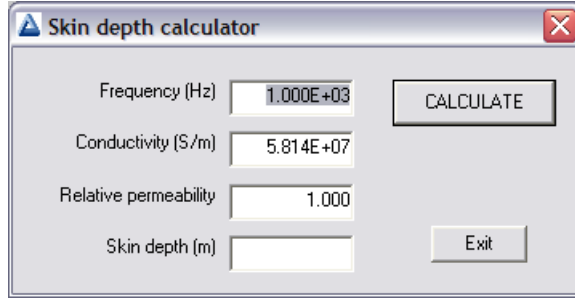 Skin depth calculator
Frequency (Hz) 1.000E+03 CALCULATE
Conductivity (S/m) 5.814E+07
Relative permeability 1.000
Skin depth (m) Exit